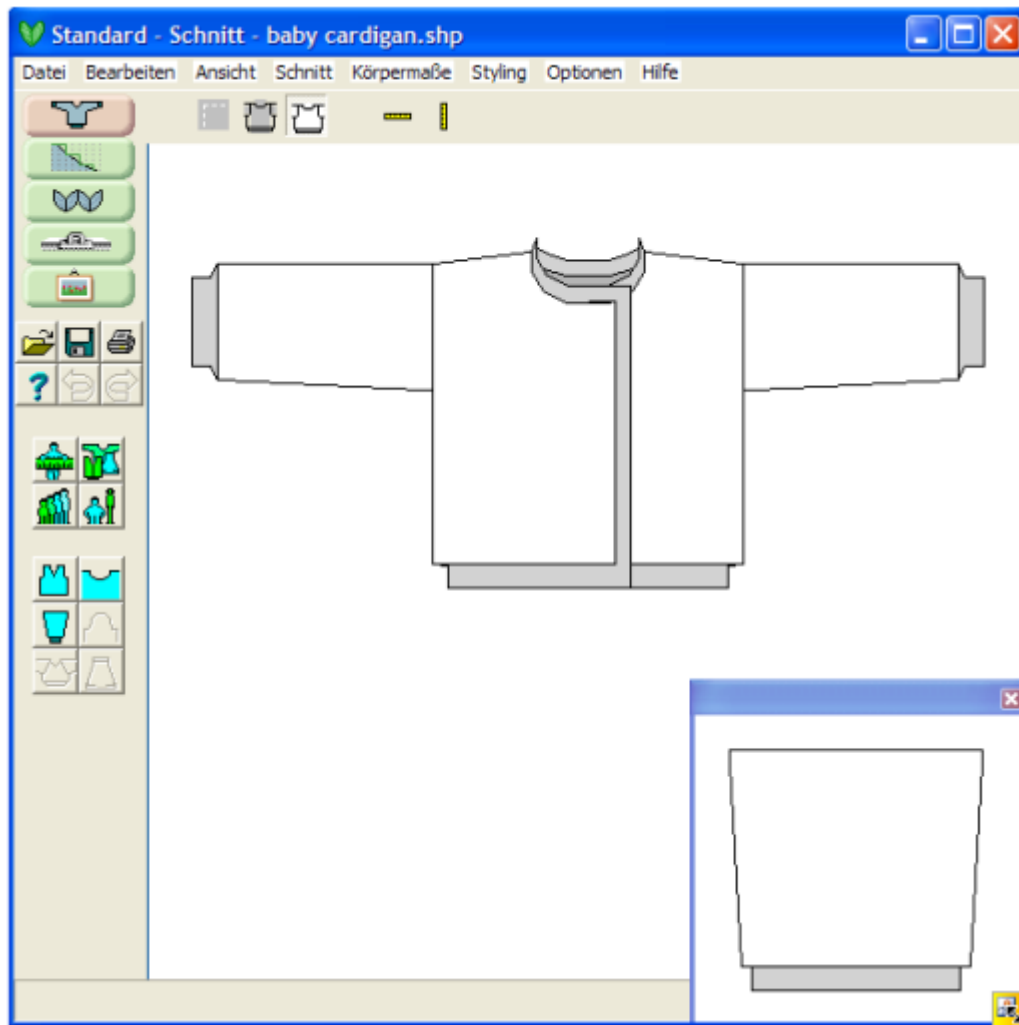 Standard - Schnitt - baby cardigan.shp
Datei Bearbeiten Ansicht Schnitt Körpermaße Styling Optionen Hilfe
?